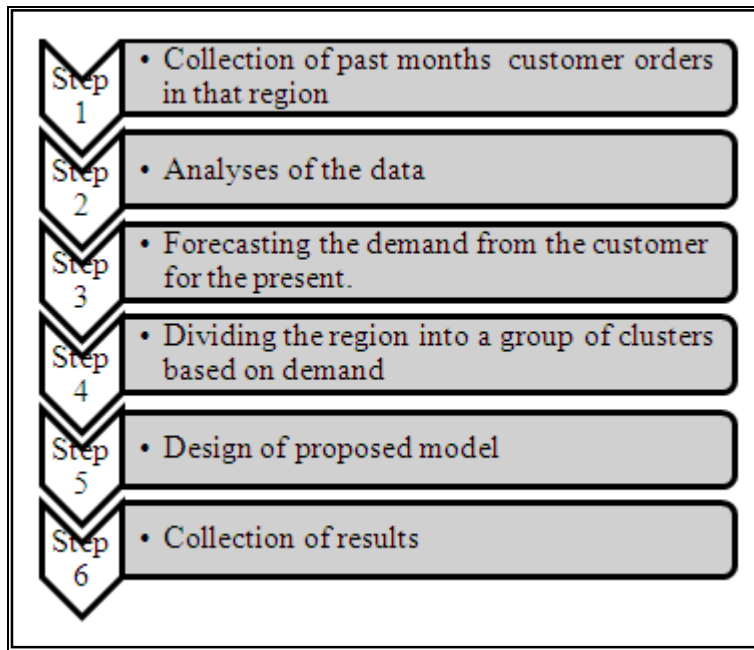 Step
1
• Collection of past months customer orders
in that region
Step
2
• Analyses of the data
Step
3
• Forecasting the demand from the customer
for the present.
Step
4
• Dividing the region into a group of clusters
based on demand
Step
5
• Design of proposed model
Step
6
• Collection of results